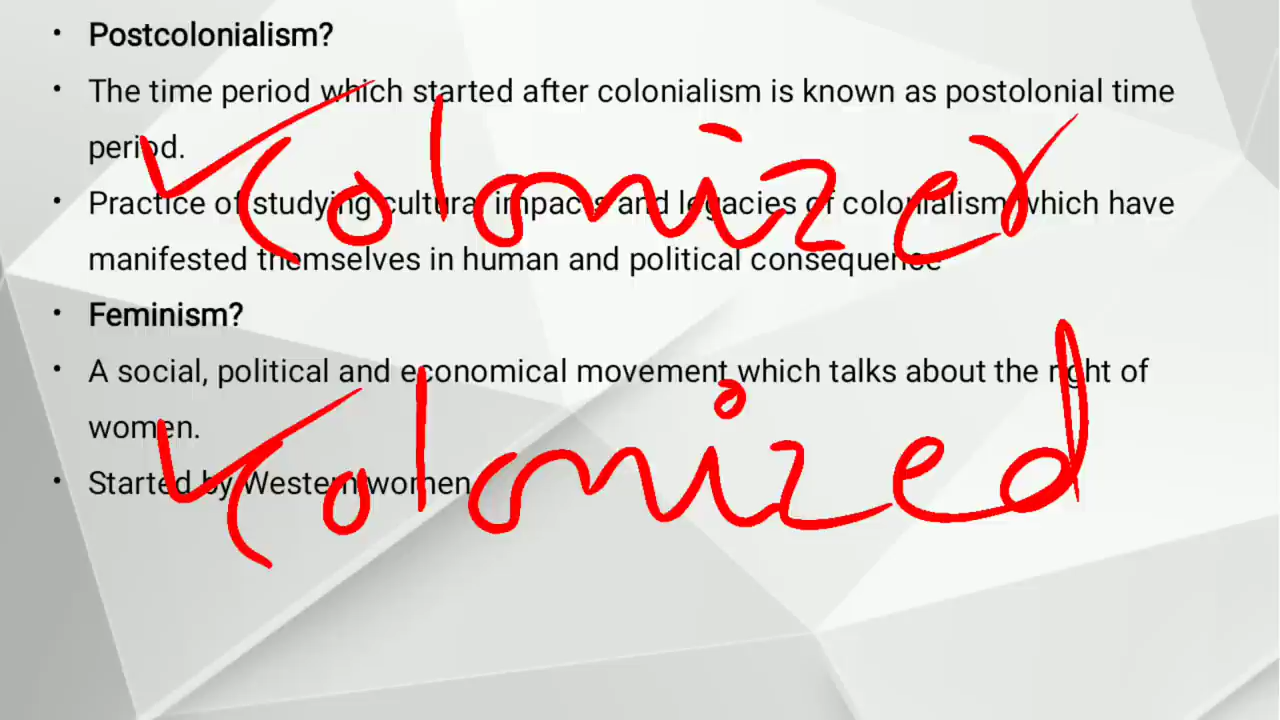 • Postcolonialism?
• The time period which started after colonialism is known as postolonial time
period.
Colonizer
• Practice of studying cultural impacts and legacies of colonialism which have
manifested themselves in human and political consequence
• Feminism?
• A social, political and economical movement which talks about the right of
women.
Colonized
• Started by Western women